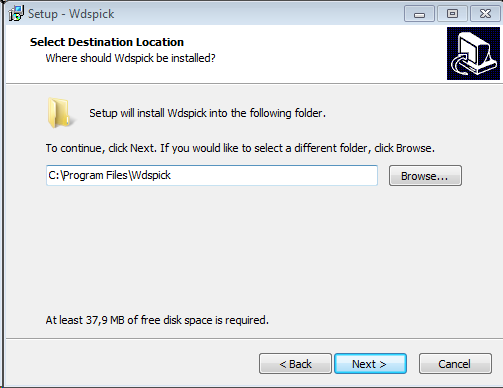 Setup - Wdspick
Select Destination Location
Where should Wdspick be installed?
Setup will install Wdspick into the following folder.
To continue, click Next. If you would like to select a different folder, click Browse.
C:\Program Files\Wdspick
Browse...
At least 37,9 MB of free disk space is required.
< Back
Next >
Cancel